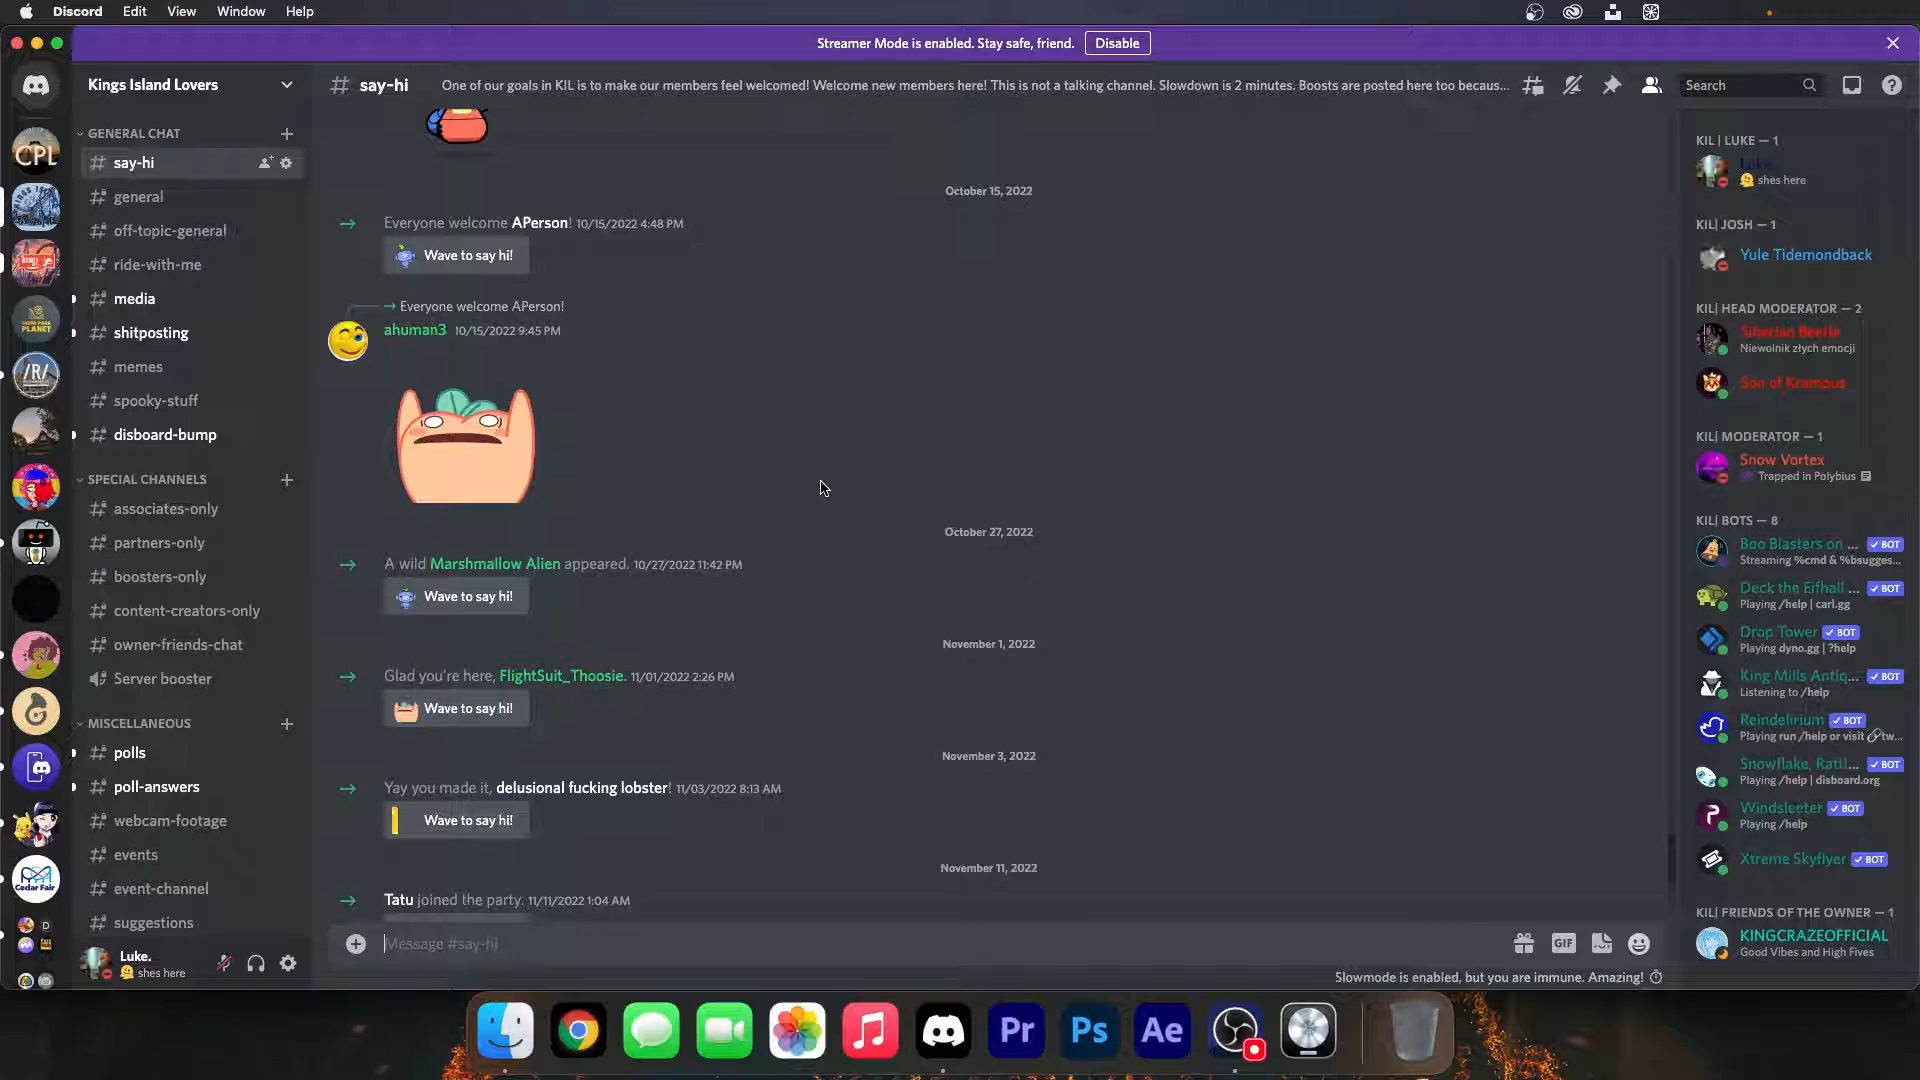 Discord Edit View Window Help
Streamer Mode is enabled. Stay safe, friend. Disable
Kings Island Lovers
say-hi One of our goals in KIL is to make our members feel welcomed! Welcome new members here! This is not a talking channel. Slowdown is 2 minutes. Boosts are posted here too becaus...
Search
GENERAL CHAT
say-hi
general
off-topic-general
ride-with-me
media
shitposting
memes
spooky-stuff
disboard-bump
SPECIAL CHANNELS
associates-only
partners-only
boosters-only
content-creators-only
owner-friends-chat
Server booster
MISCELLANEOUS
polls
poll-answers
webcam-footage
events
event-channel
suggestions
Luke.
shes here
CPL
/R/
Cedar Fair
D
October 15, 2022
Everyone welcome APerson! 10/15/2022 4:48 PM
Wave to say hi!
Everyone welcome APerson!
ahuman3 10/15/2022 9:45 PM
October 27, 2022
A wild Marshmallow Alien appeared. 10/27/2022 11:42 PM
Wave to say hi!
November 1, 2022
Glad you're here, FlightSuit_Thoosie. 11/01/2022 2:26 PM
Wave to say hi!
November 3, 2022
Yay you made it, delusional fucking lobster! 11/03/2022 8:13 AM
Wave to say hi!
November 11, 2022
Tatu joined the party. 11/11/2022 1:04 AM
Message #say-hi
GIF
Slowmode is enabled, but you are immune. Amazing!
KIL | LUKE — 1
Luke.
shes here
KIL| JOSH — 1
Yule Tidemondback
KIL| HEAD MODERATOR — 2
Siberian Beetle
Niewolnik złych emocji
Son of Krampus
KIL| MODERATOR — 1
Snow Vortex
Trapped in Polybius
KIL| BOTS — 8
Boo Blasters on ... BOT
Streaming %cmd & %bsugges...
Deck the Eifhall ... BOT
Playing /help | carl.gg
Drop Tower BOT
Playing dyno.gg | ?help
King Mills Antiq... BOT
Listening to /help
Reindelirium BOT
Playing run /help or visit tw...
Snowflake, Rattl... BOT
Playing /help | disboard.org
Windsleeter BOT
Playing /help
Xtreme Skyflyer BOT
KIL| FRIENDS OF THE OWNER — 1
KINGCRAZEOFFICIAL
Good Vibes and High Fives
Pr Ps Ae